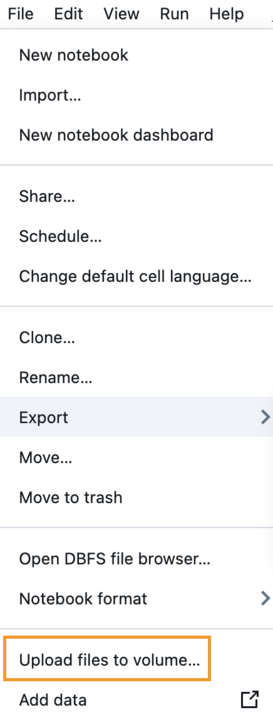 File Edit View Run Help
New notebook
Import...
New notebook dashboard
Share...
Schedule...
Change default cell language...
Clone...
Rename...
Export
Move...
Move to trash
Open DBFS file browser...
Notebook format
Upload files to volume...
Add data